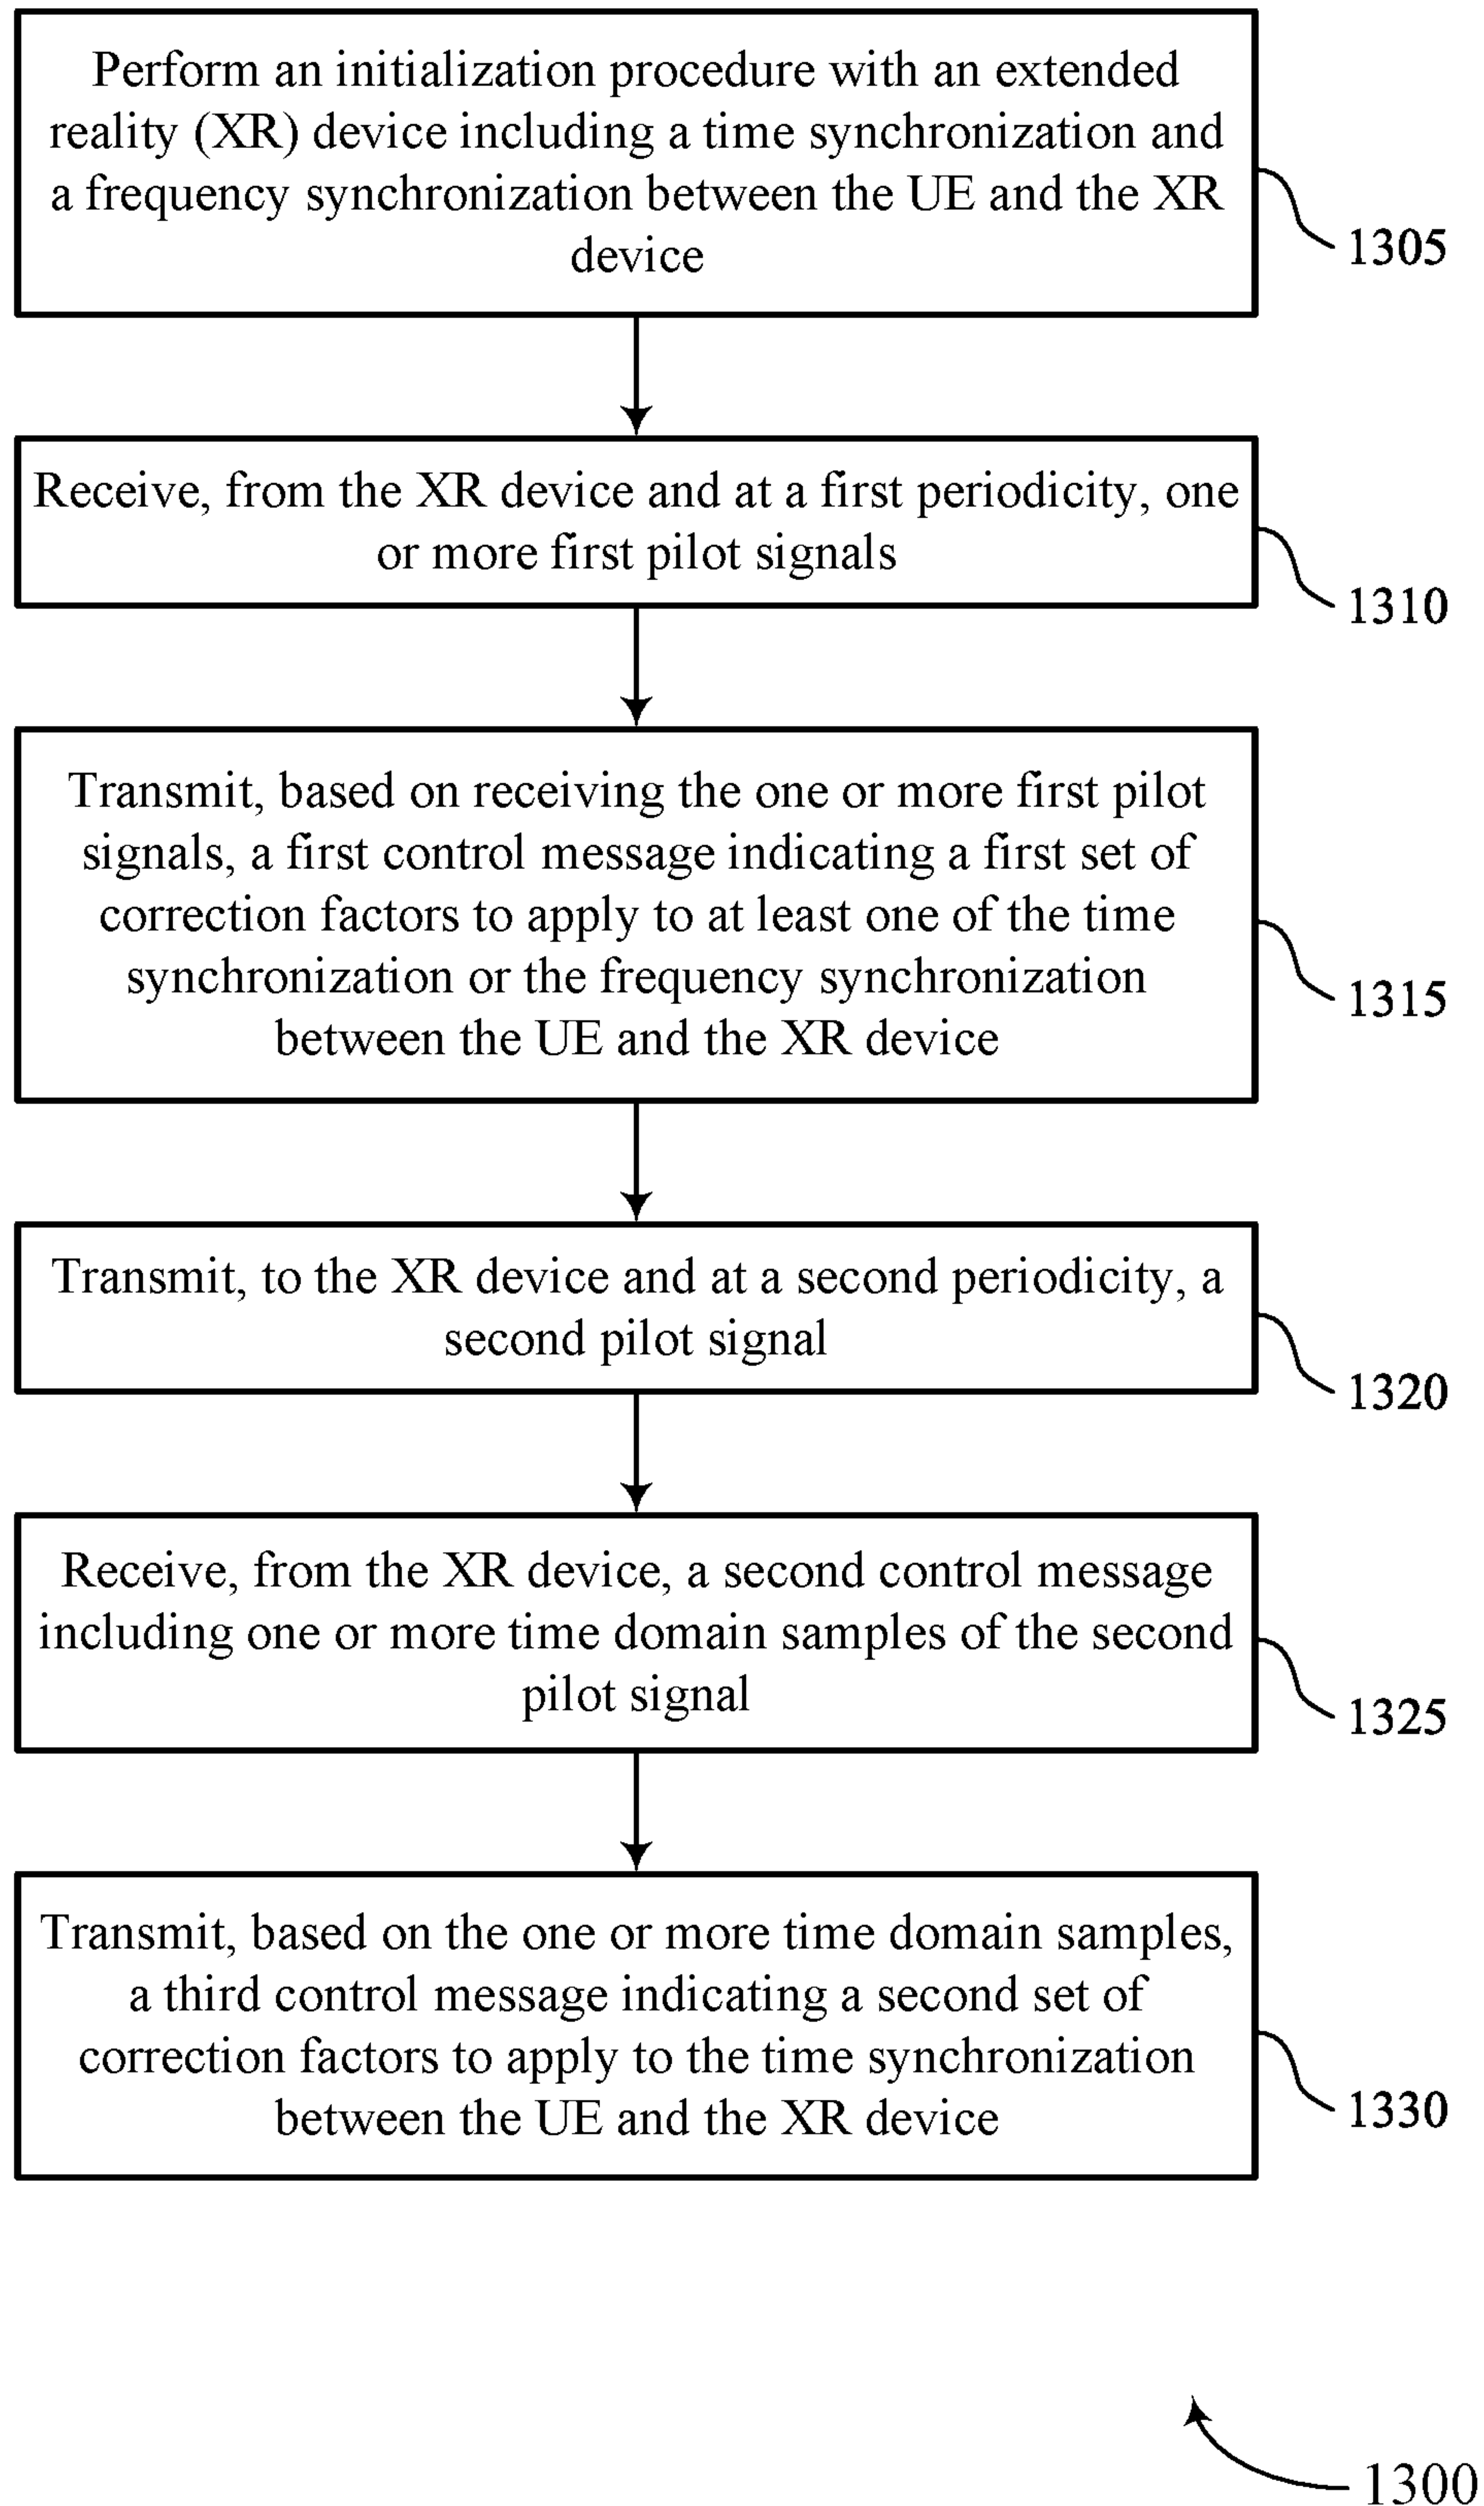 Perform an initialization procedure with an extended
reality (XR) device including a time synchronization and
a frequency synchronization between the UE and the XR
device
1305
Receive, from the XR device and at a first periodicity, one
or more first pilot signals
1310
Transmit, based on receiving the one or more first pilot
signals, a first control message indicating a first set of
correction factors to apply to at least one of the time
synchronization or the frequency synchronization
between the UE and the XR device
1315
Transmit, to the XR device and at a second periodicity, a
second pilot signal
1320
Receive, from the XR device, a second control message
including one or more time domain samples of the second
pilot signal
1325
Transmit, based on the one or more time domain samples,
a third control message indicating a second set of
correction factors to apply to the time synchronization
between the UE and the XR device
1330
1300